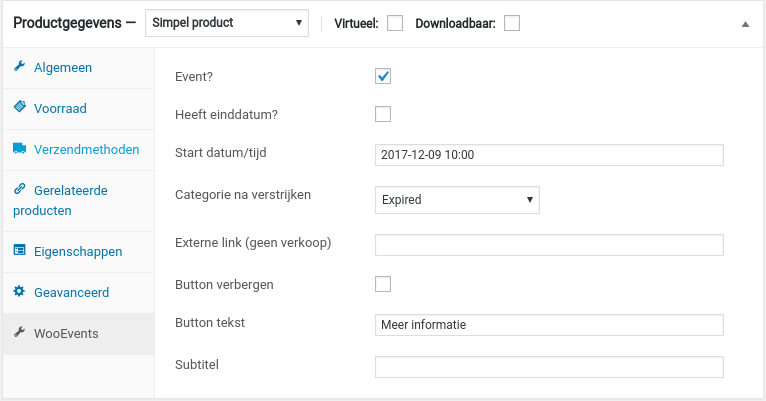 Productgegevens — Simpel product Virtueel: Downloadbaar:
Algemeen
Voorraad
Verzendmethoden
Gerelateerde
producten
Eigenschappen
Geavanceerd
WooEvents
Event?
Heeft einddatum?
Start datum/tijd 2017-12-09 10:00
Categorie na verstrijken Expired
Externe link (geen verkoop)
Button verbergen
Button tekst Meer informatie
Subtitel